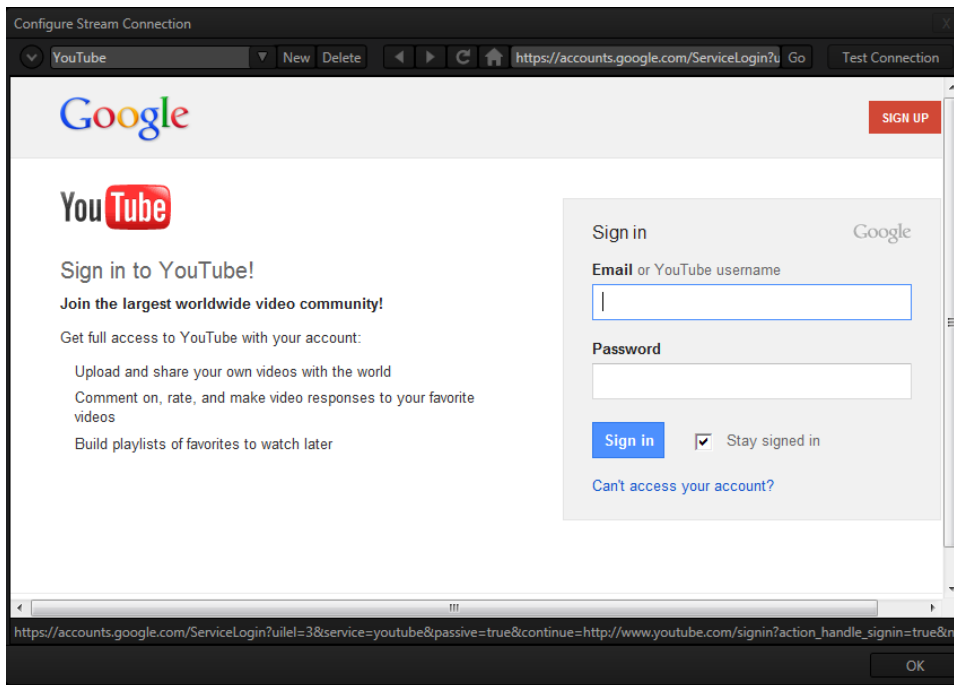 Configure Stream Connection X
YouTube New Delete https://accounts.google.com/ServiceLogin?u Go Test Connection
Google SIGN UP
YouTube
Sign in Google
Sign in to YouTube!
Email or YouTube username
Join the largest worldwide video community!
Get full access to YouTube with your account:
Password
Upload and share your own videos with the world
Comment on, rate, and make video responses to your favorite
videos
Build playlists of favorites to watch later
Sign in Stay signed in
Can't access your account?
https://accounts.google.com/ServiceLogin?uilel=3&service=youtube&passive=true&continue=http://www.youtube.com/signin?action_handle_signin=true&n
OK